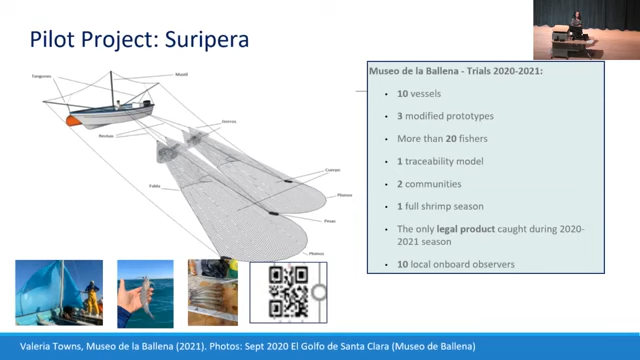 Pilot Project: Suripera
Tangones
Mástil
Museo de la Ballena - Trials 2020-2021:
• 10 vessels
• 3 modified prototypes
• More than 20 fishers
• 1 traceability model
• 2 communities
• 1 full shrimp season
• The only legal product caught during 2020-
2021 season
• 10 local onboard observers
Falda
Plomos
Plomos
Valeria Towns, Museo de la Ballena (2021). Photos: Sept 2020 El Golfo de Santa Clara (Museo de Ballena)